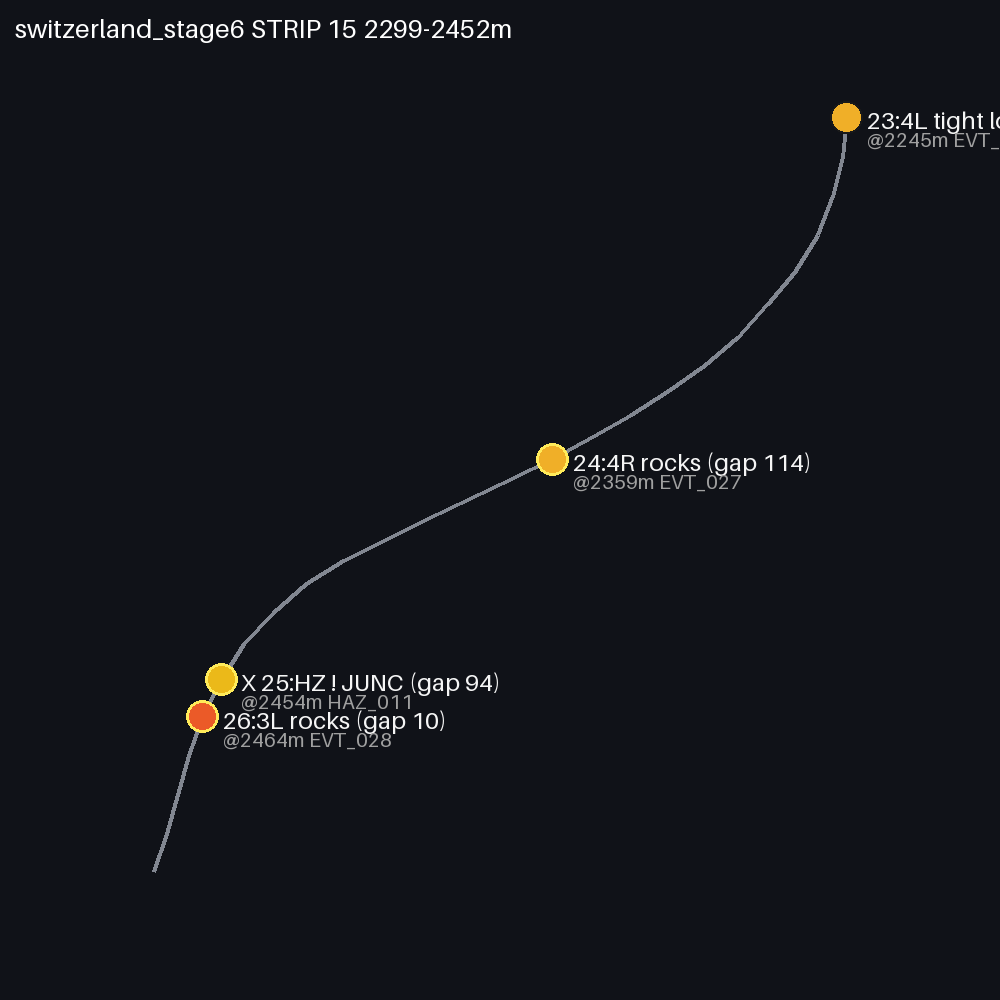 switzerland_stage6 STRIP 15 2299-2452m
23:4L tight
@2245m EVT_
24:4R rocks (gap 114)
@2359m EVT_027
X 25:HZ ! JUNC (gap 94)
@2454m HAZ_011
26:3L rocks (gap 10)
@2464m EVT_028